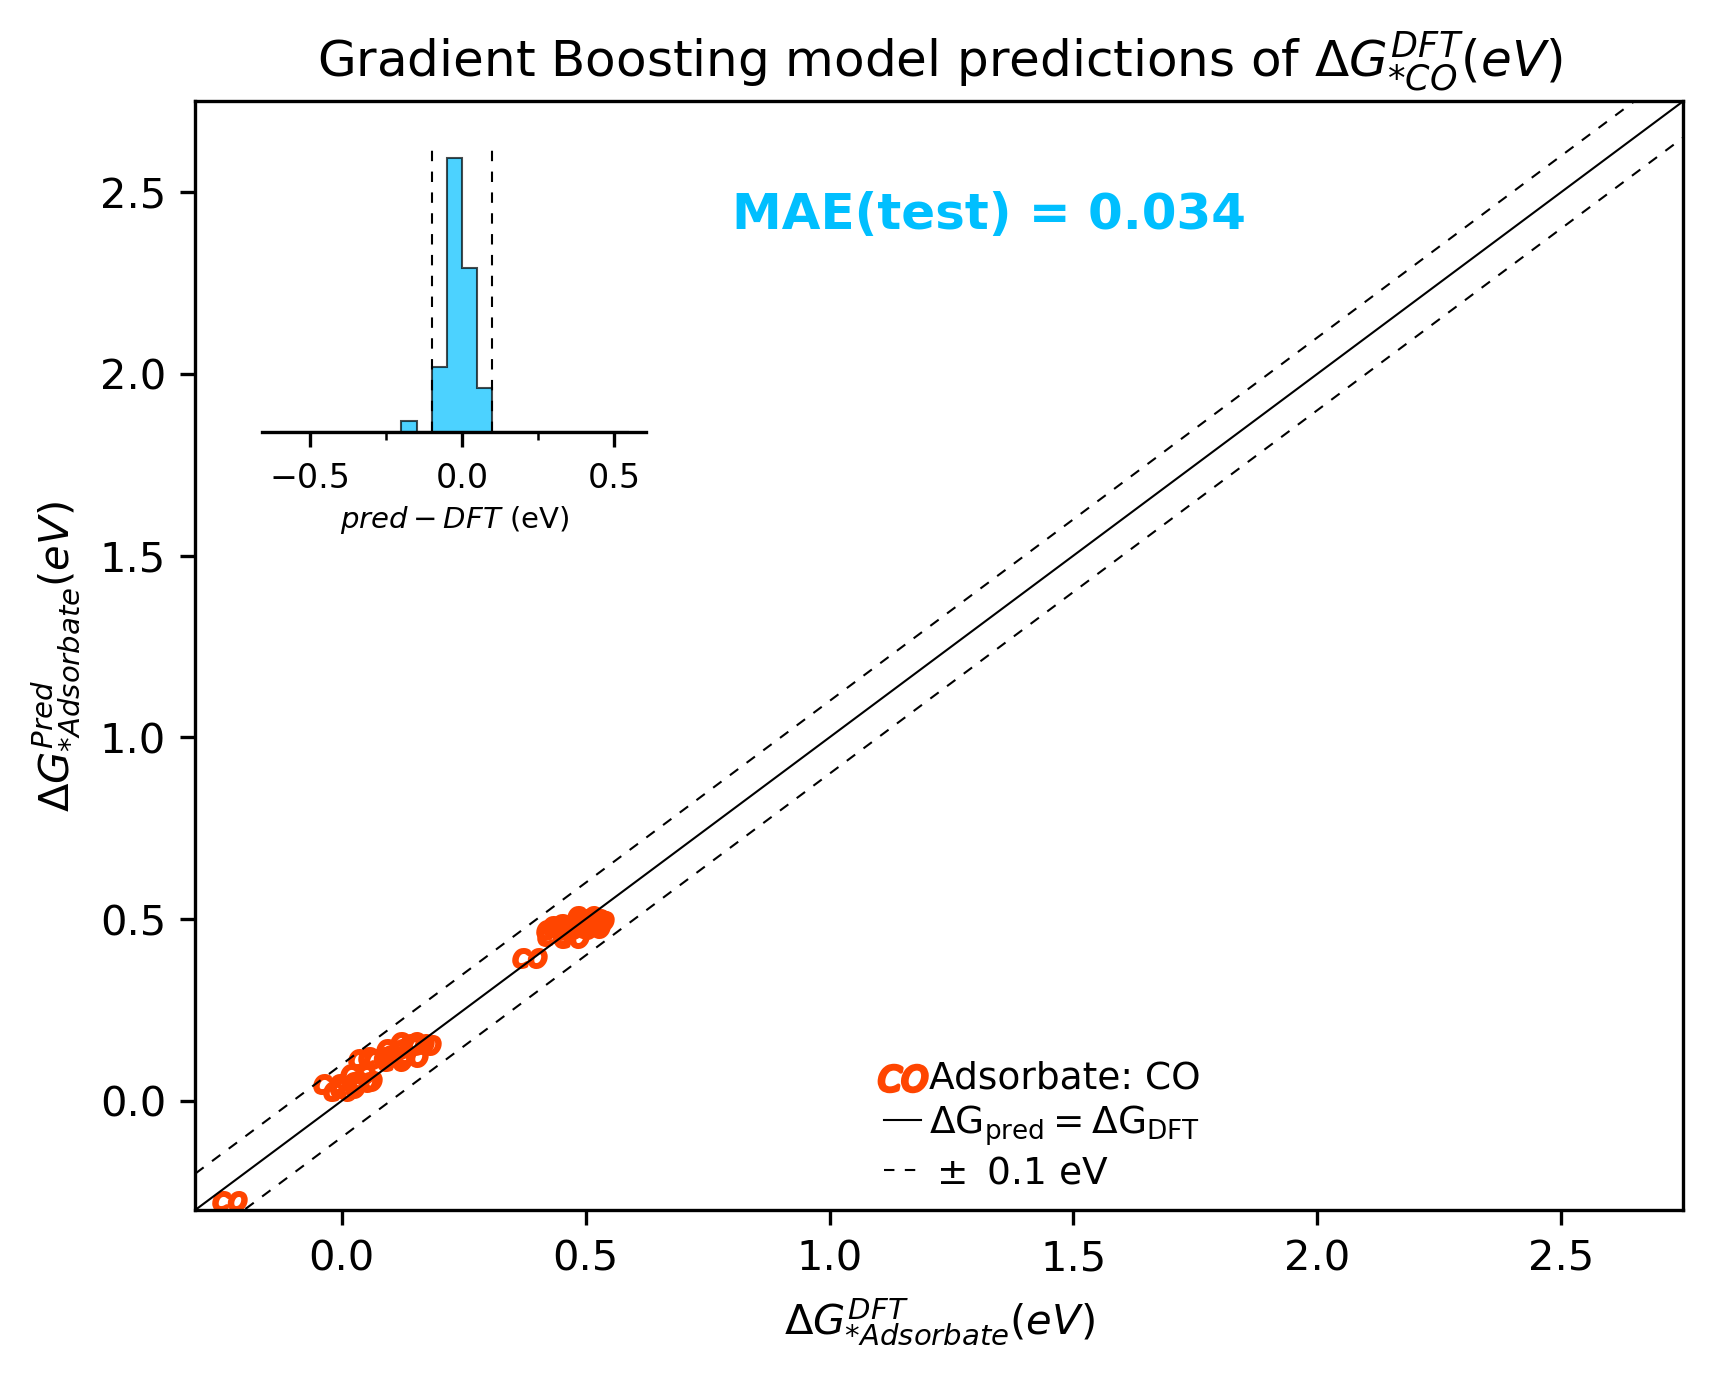 Gradient Boosting model predictions of ΔG*CO^DFT(eV)
MAE(test) = 0.034
−0.5 0.0 0.5
pred − DFT (eV)
ΔG*Adsorbate^Pred(eV)
2.5
2.0
1.5
1.0
0.5
0.0
CO Adsorbate: CO
ΔGpred = ΔGDFT
± 0.1 eV
0.0 0.5 1.0 1.5 2.0 2.5
ΔG*Adsorbate^DFT(eV)